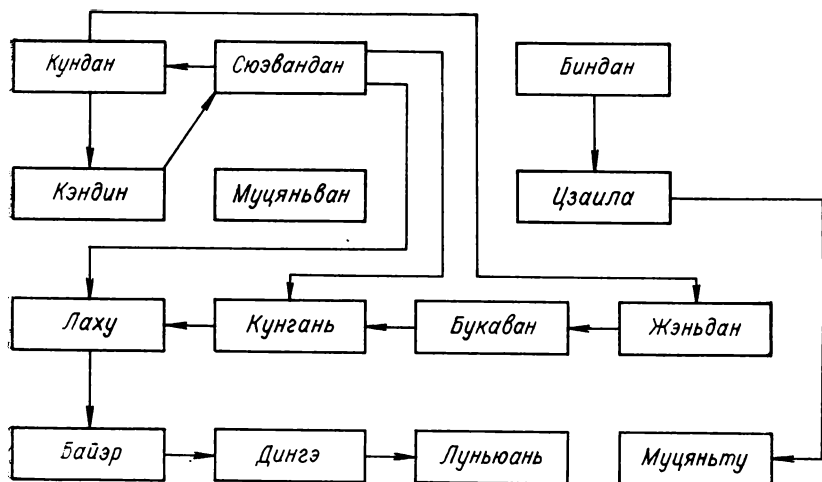 Кундан
Сюэвандан
Биндан
Кэндин
Муцяньван
Цзаила
Лаху
Кунгань
Букаван
Жэньдан
Байэр
Дингэ
Луньюань
Муцяньту